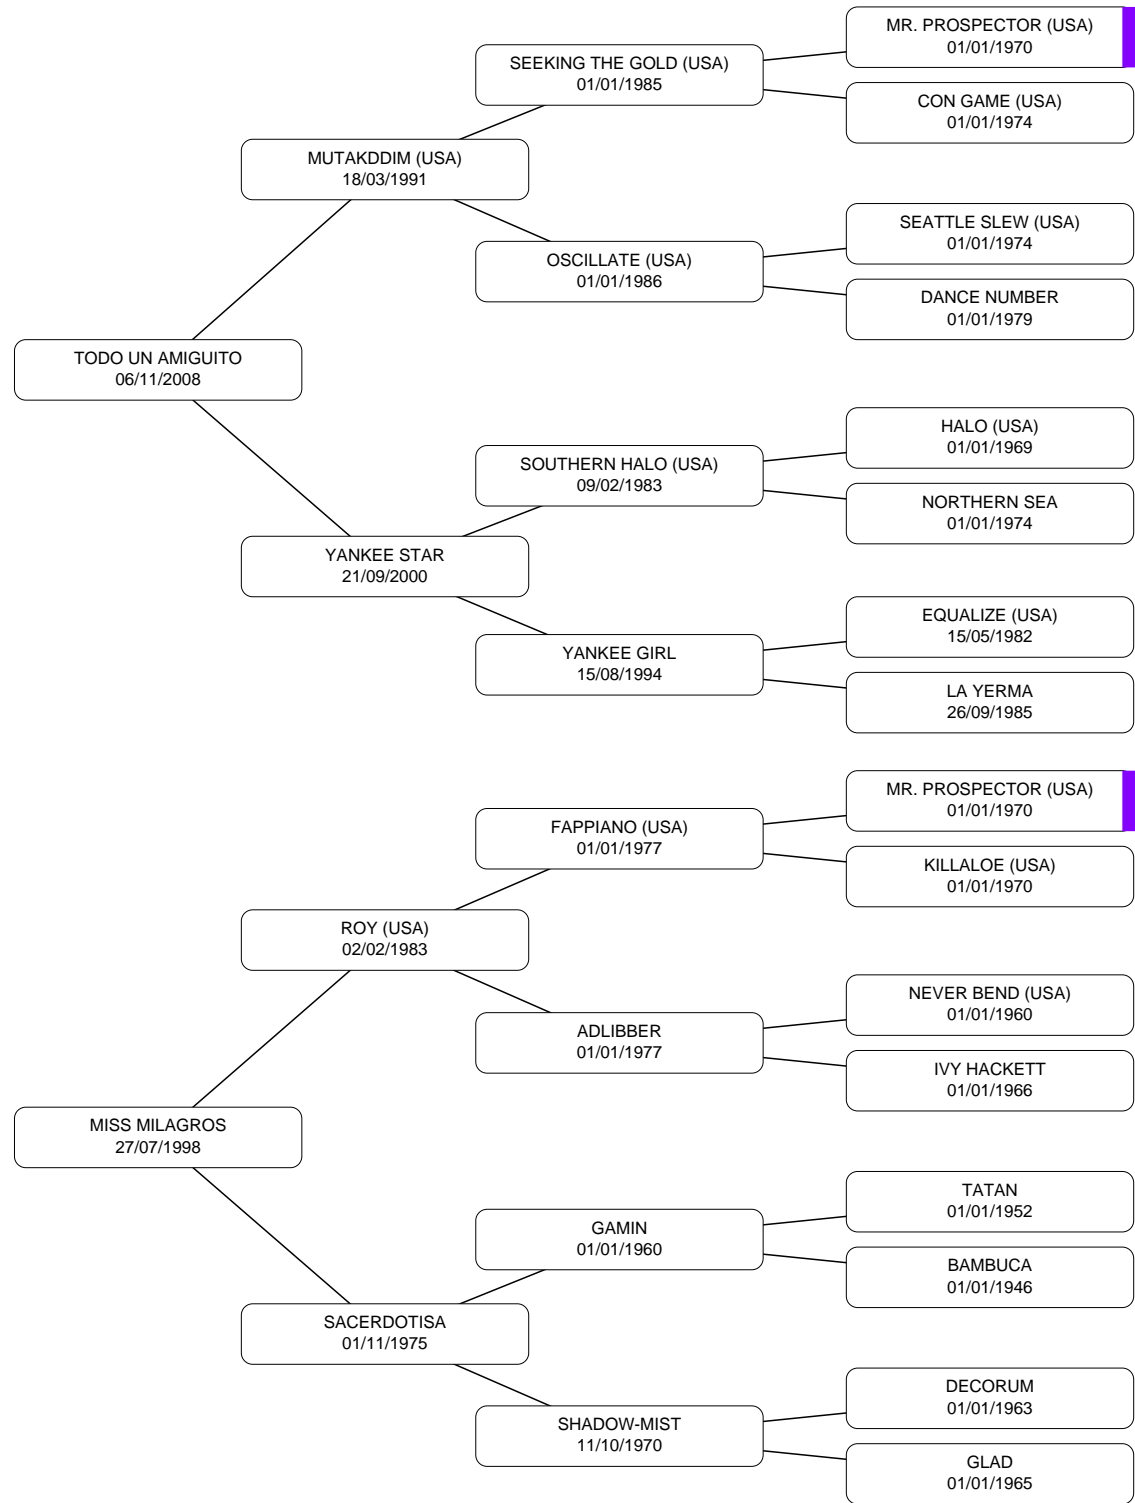 MR. PROSPECTOR (USA)
01/01/1970
SEEKING THE GOLD (USA)
01/01/1985
CON GAME (USA)
01/01/1974
MUTAKDDIM (USA)
18/03/1991
SEATTLE SLEW (USA)
01/01/1974
OSCILLATE (USA)
01/01/1986
DANCE NUMBER
01/01/1979
TODO UN AMIGUITO
06/11/2008
HALO (USA)
01/01/1969
SOUTHERN HALO (USA)
09/02/1983
NORTHERN SEA
01/01/1974
YANKEE STAR
21/09/2000
EQUALIZE (USA)
15/05/1982
YANKEE GIRL
15/08/1994
LA YERMA
26/09/1985
MR. PROSPECTOR (USA)
01/01/1970
FAPPIANO (USA)
01/01/1977
KILLALOE (USA)
01/01/1970
ROY (USA)
02/02/1983
NEVER BEND (USA)
01/01/1960
ADLIBBER
01/01/1977
IVY HACKETT
01/01/1966
MISS MILAGROS
27/07/1998
TATAN
01/01/1952
GAMIN
01/01/1960
BAMBUCA
01/01/1946
SACERDOTISA
01/11/1975
DECORUM
01/01/1963
SHADOW-MIST
11/10/1970
GLAD
01/01/1965